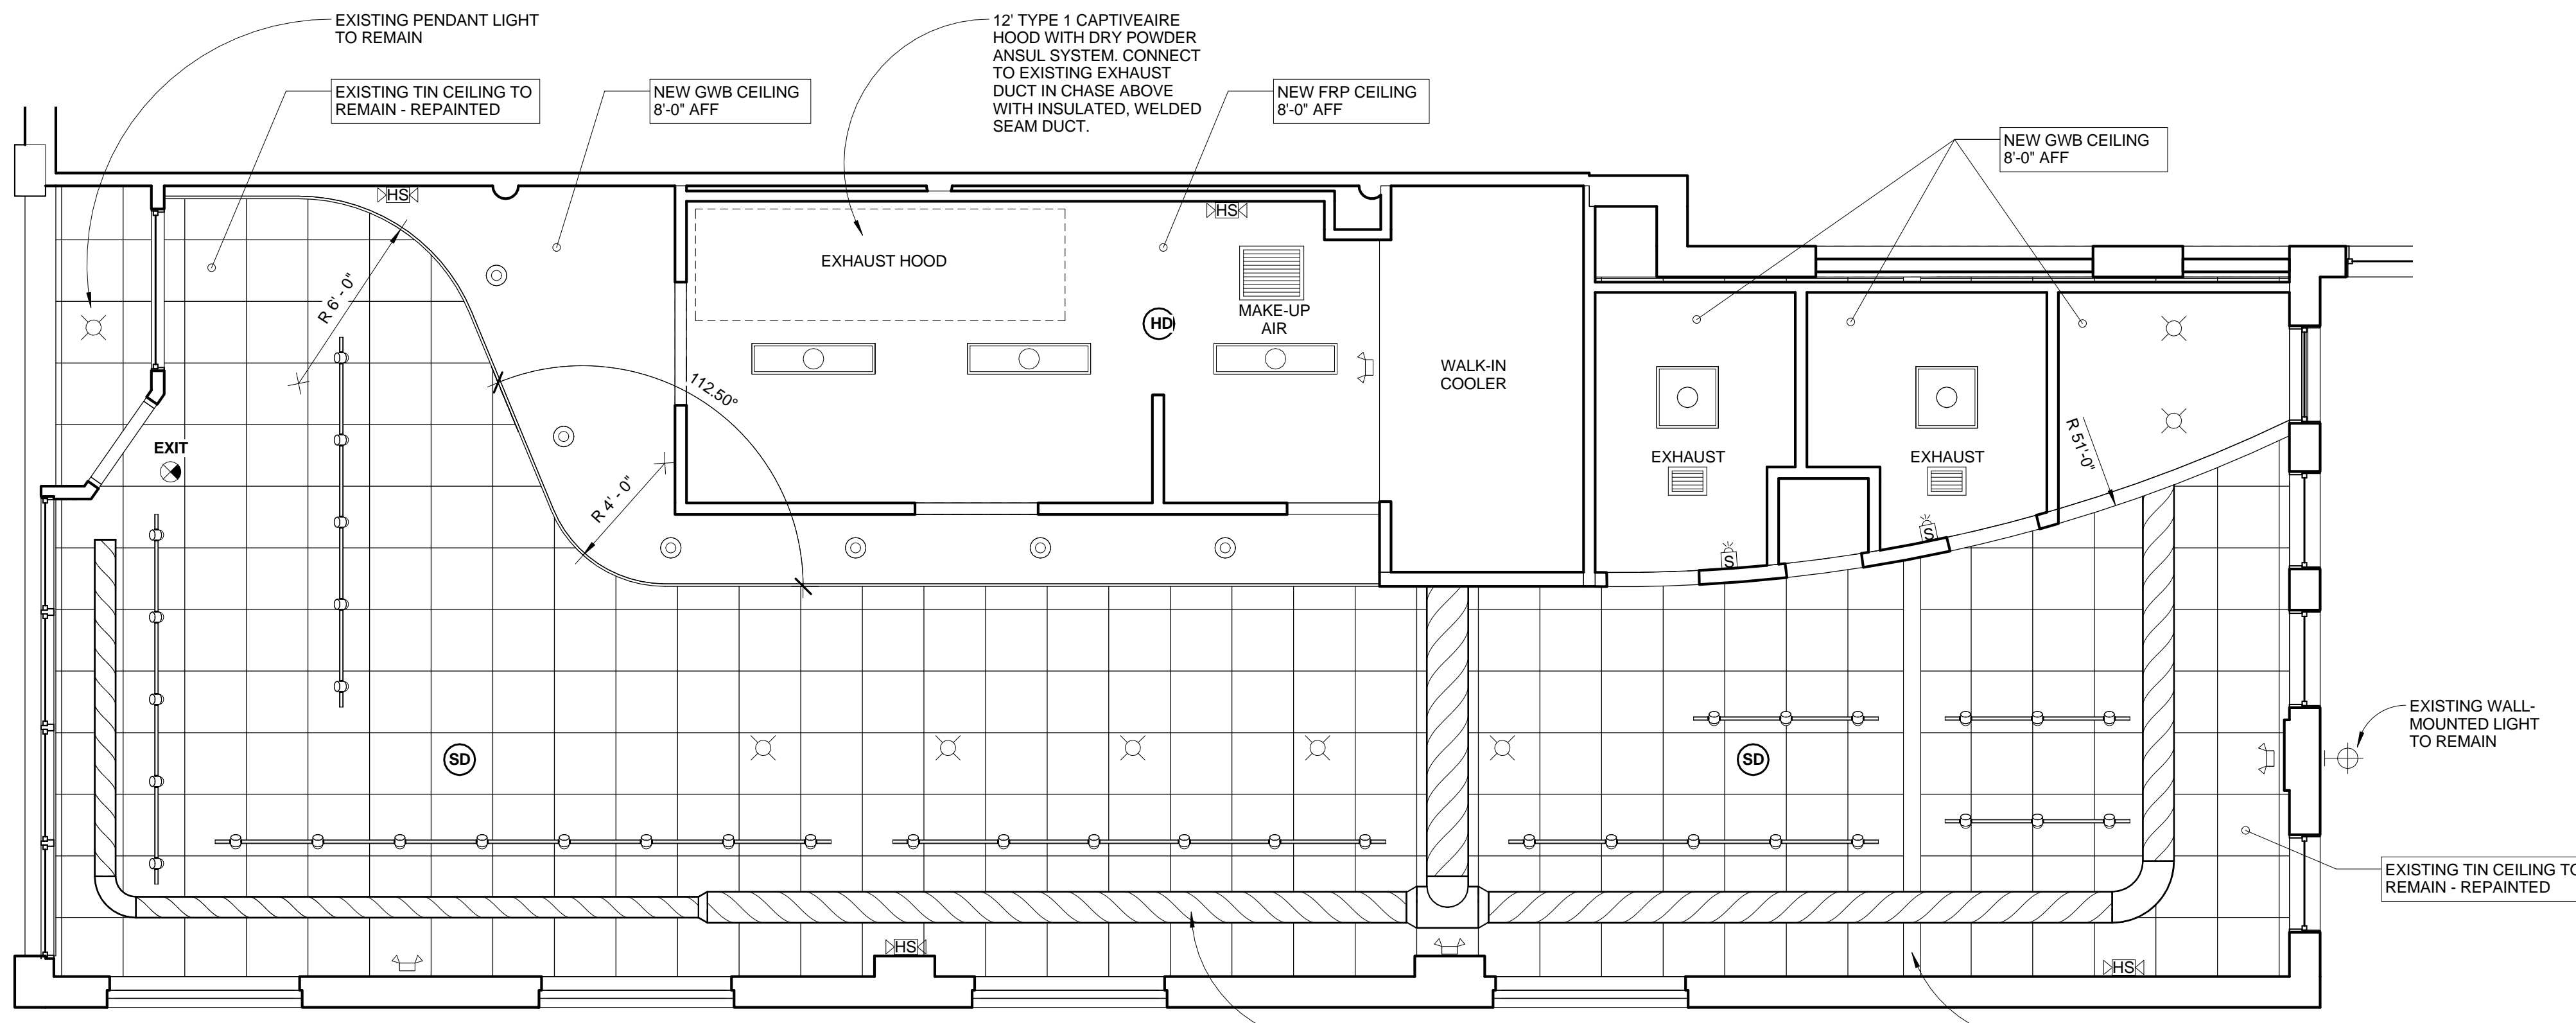 EXISTING PENDANT LIGHT
TO REMAIN
12' TYPE 1 CAPTIVEAIRE
HOOD WITH DRY POWDER
ANSUL SYSTEM. CONNECT
TO EXISTING EXHAUST
DUCT IN CHASE ABOVE
WITH INSULATED, WELDED
SEAM DUCT.
EXISTING TIN CEILING TO
REMAIN - REPAINTED
NEW GWB CEILING
8'-0" AFF
NEW FRP CEILING
8'-0" AFF
NEW GWB CEILING
8'-0" AFF
HS
HS
EXHAUST HOOD
R 6' - 0"
HD
MAKE-UP
AIR
WALK-IN
COOLER
112.50°
EXIT
R 4' - 0"
EXHAUST
EXHAUST
R 51'-0"
S
S
SD
SD
EXISTING WALL-
MOUNTED LIGHT
TO REMAIN
EXISTING TIN CEILING TO
REMAIN - REPAINTED
HS
HS